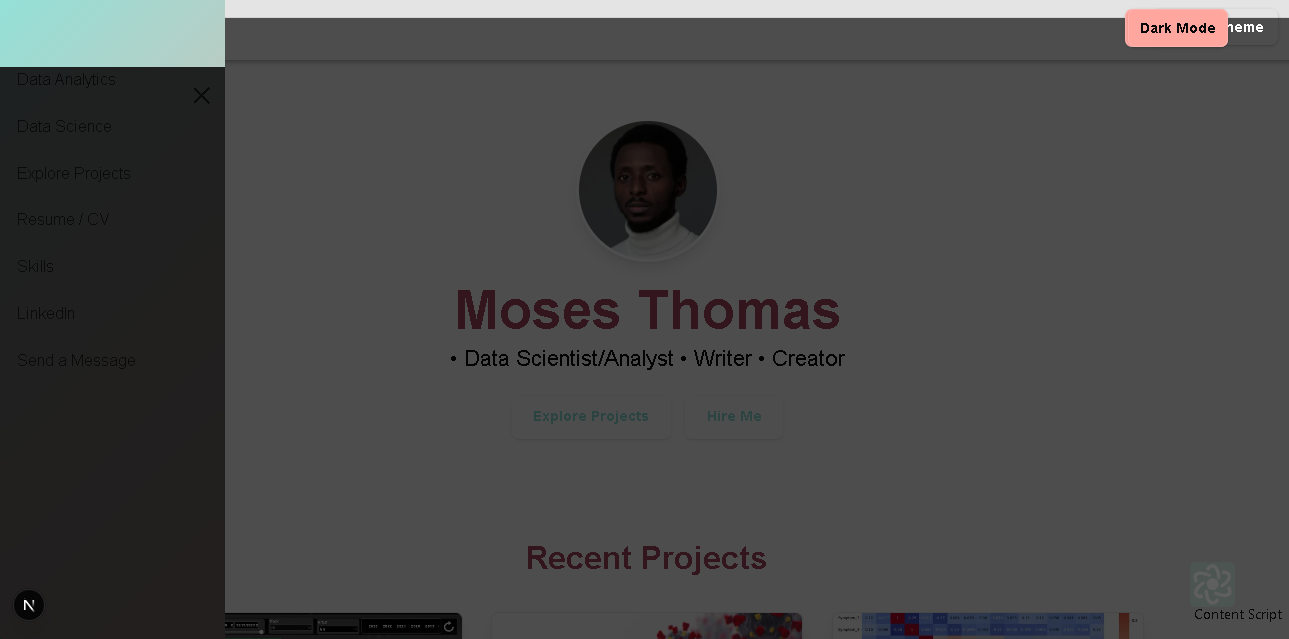 Dark Mode
heme
Data Analytics
Data Science
Explore Projects
Resume / CV
Skills
LinkedIn
Send a Message
Moses Thomas
• Data Scientist/Analyst • Writer • Creator
Explore Projects
Hire Me
Recent Projects
N
Content Script